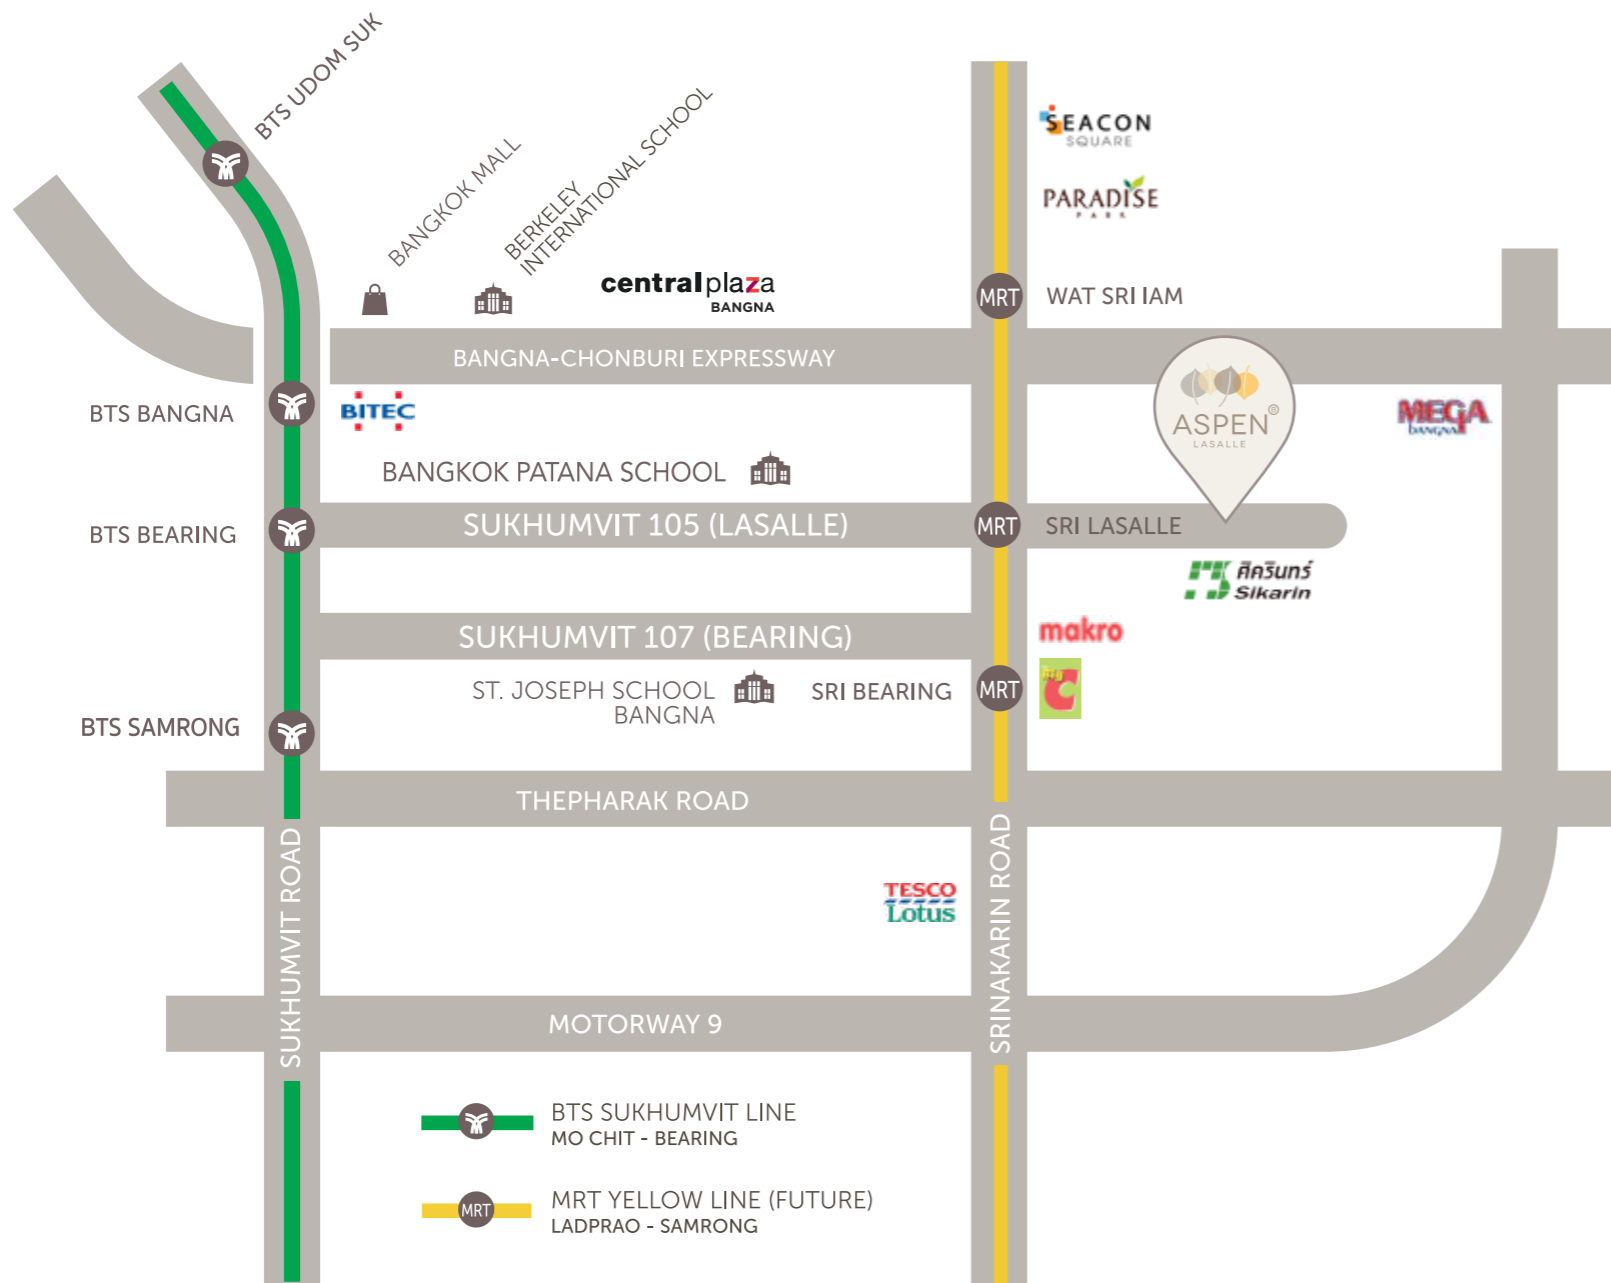 BTS UDOM SUK
BANGKOK MALL
BERKELEY
INTERNATIONAL SCHOOL
SEACON
SQUARE
PARADISE
PARK
centralplaza
BANGNA
MRT
WAT SRI IAM
BANGNA-CHONBURI EXPRESSWAY
BTS BANGNA
BITEC
ASPEN®
LASALLE
MEGA
BANGNA
BANGKOK PATANA SCHOOL
BTS BEARING
SUKHUMVIT 105 (LASALLE)
MRT
SRI LASALLE
ศิครินทร์
Sikarin
SUKHUMVIT 107 (BEARING)
makro
ST. JOSEPH SCHOOL
BANGNA
SRI BEARING
MRT
Big
C
BTS SAMRONG
THEPHARAK ROAD
SUKHUMVIT ROAD
TESCO
Lotus
SRINAKARIN ROAD
MOTORWAY 9
BTS SUKHUMVIT LINE
MO CHIT - BEARING
MRT
MRT YELLOW LINE (FUTURE)
LADPRAO - SAMRONG